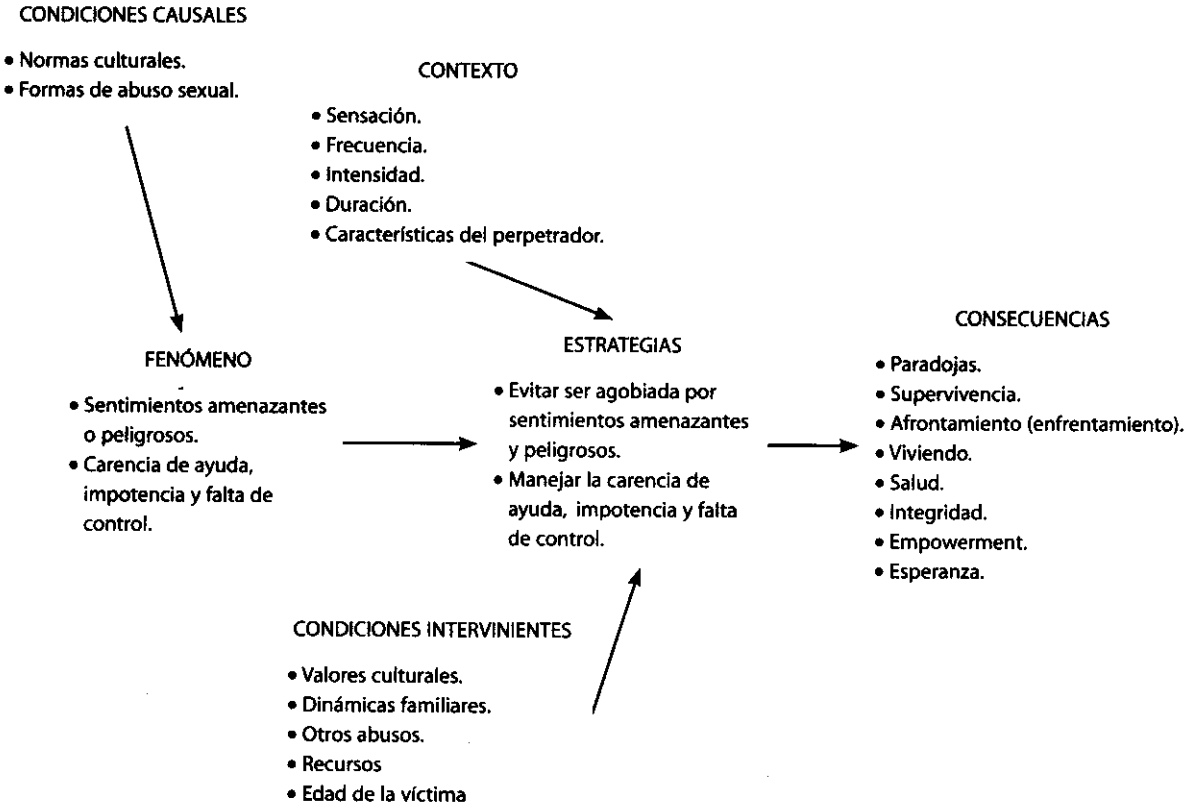 CONDICIONES CAUSALES
• Normas culturales.
• Formas de abuso sexual.
CONTEXTO
• Sensación.
• Frecuencia.
• Intensidad.
• Duración.
• Características del perpetrador.
FENÓMENO
• Sentimientos amenazantes
o peligrosos.
• Carencia de ayuda,
impotencia y falta de
control.
ESTRATEGIAS
• Evitar ser agobiada por
sentimientos amenazantes
y peligrosos.
• Manejar la carencia de
ayuda, impotencia y falta
de control.
CONSECUENCIAS
• Paradojas.
• Supervivencia.
• Afrontamiento (enfrentamiento).
• Viviendo.
• Salud.
• Integridad.
• Empowerment.
• Esperanza.
CONDICIONES INTERVINIENTES
• Valores culturales.
• Dinámicas familiares.
• Otros abusos.
• Recursos
• Edad de la víctima